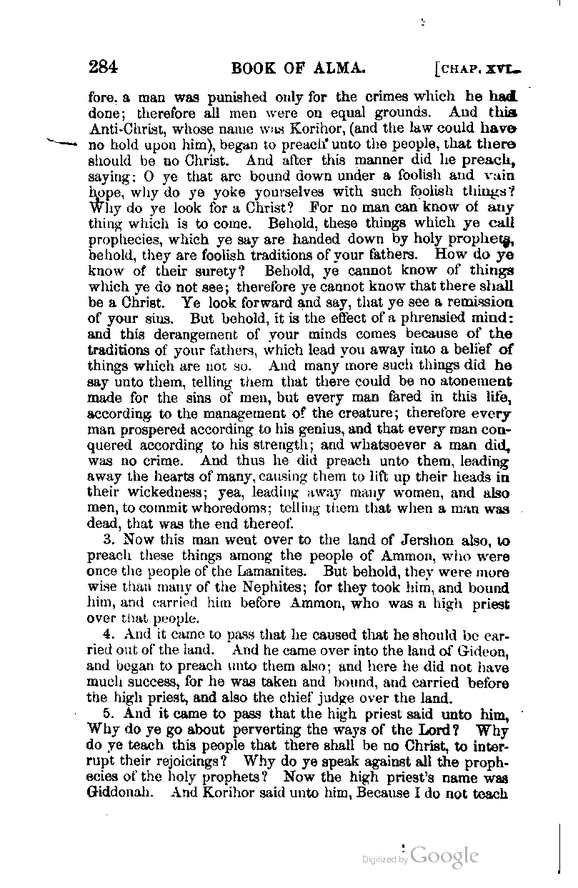 284 BOOK OF ALMA. [CHAP. XVI.
fore. a man was punished only for the crimes which he had
done; therefore all men were on equal grounds. And this
Anti-Christ, whose name was Korihor, (and the law could have
no hold upon him), began to preach unto the people, that there
should be no Christ. And after this manner did he preach,
saying: O ye that are bound down under a foolish and vain
hope, why do ye yoke yourselves with such foolish things?
Why do ye look for a Christ? For no man can know of any
thing which is to come. Behold, these things which ye call
prophecies, which ye say are handed down by holy prophets,
behold, they are foolish traditions of your fathers. How do ye
know of their surety? Behold, ye cannot know of things
which ye do not see; therefore ye cannot know that there shall
be a Christ. Ye look forward and say, that ye see a remission
of your sins. But behold, it is the effect of a phrensied mind:
and this derangement of your minds comes because of the
traditions of your fathers, which lead you away into a belief of
things which are not so. And many more such things did he
say unto them, telling them that there could be no atonement
made for the sins of men, but every man fared in this life,
according to the management of the creature; therefore every
man prospered according to his genius, and that every man con-
quered according to his strength; and whatsoever a man did,
was no crime. And thus he did preach unto them, leading
away the hearts of many, causing them to lift up their heads in
their wickedness; yea, leading away many women, and also
men, to commit whoredoms; telling them that when a man was
dead, that was the end thereof.
3. Now this man went over to the land of Jershon also, to
preach these things among the people of Ammon, who were
once the people of the Lamanites. But behold, they were more
wise than many of the Nephites; for they took him, and bound
him, and carried him before Ammon, who was a high priest
over that people.
4. And it came to pass that he caused that he should be car-
ried out of the land. And he came over into the land of Gideon,
and began to preach unto them also; and here he did not have
much success, for he was taken and bound, and carried before
the high priest, and also the chief judge over the land.
5. And it came to pass that the high priest said unto him,
Why do ye go about perverting the ways of the Lord? Why
do ye teach this people that there shall be no Christ, to inter-
rupt their rejoicings? Why do ye speak against all the proph-
ecies of the holy prophets? Now the high priest's name was
Giddonah. And Korihor said unto him, Because I do not teach
Digitized by Google